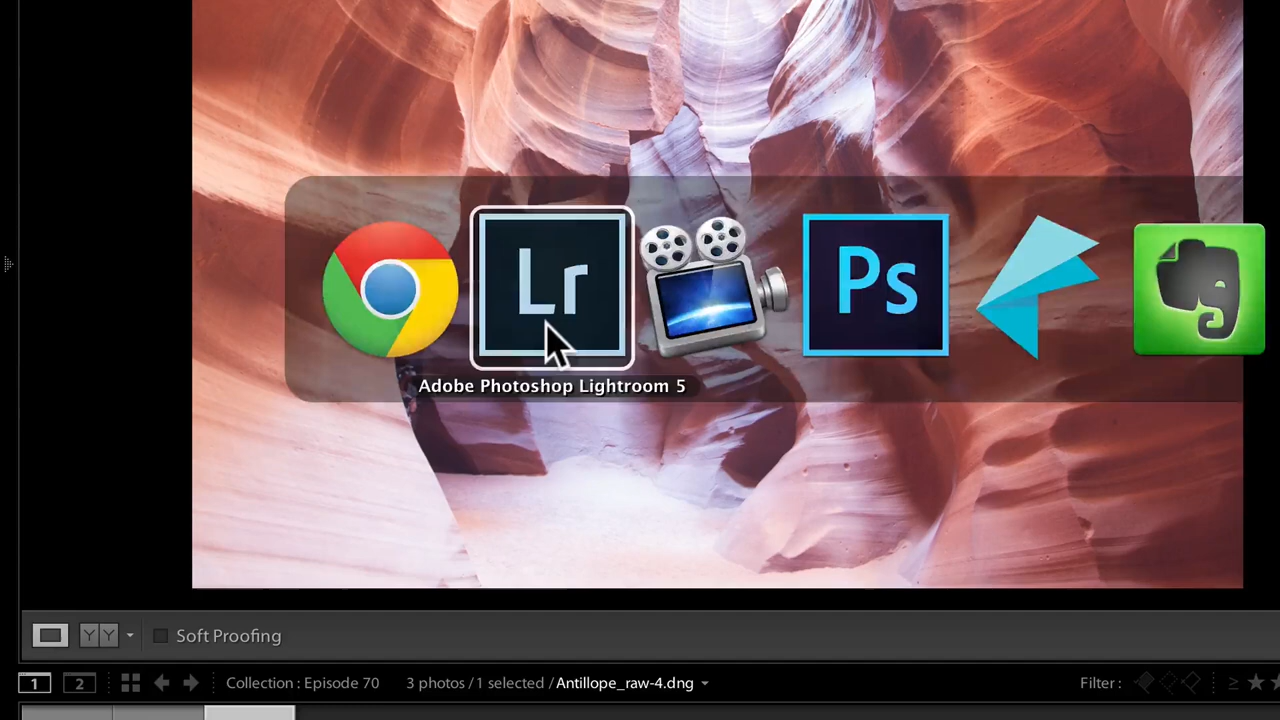 Lr
Ps
Adobe Photoshop Lightroom 5
YY
Soft Proofing
1 2 Collection : Episode 70 3 photos / 1 selected / Antillope_raw-4.dng Filter : ≥